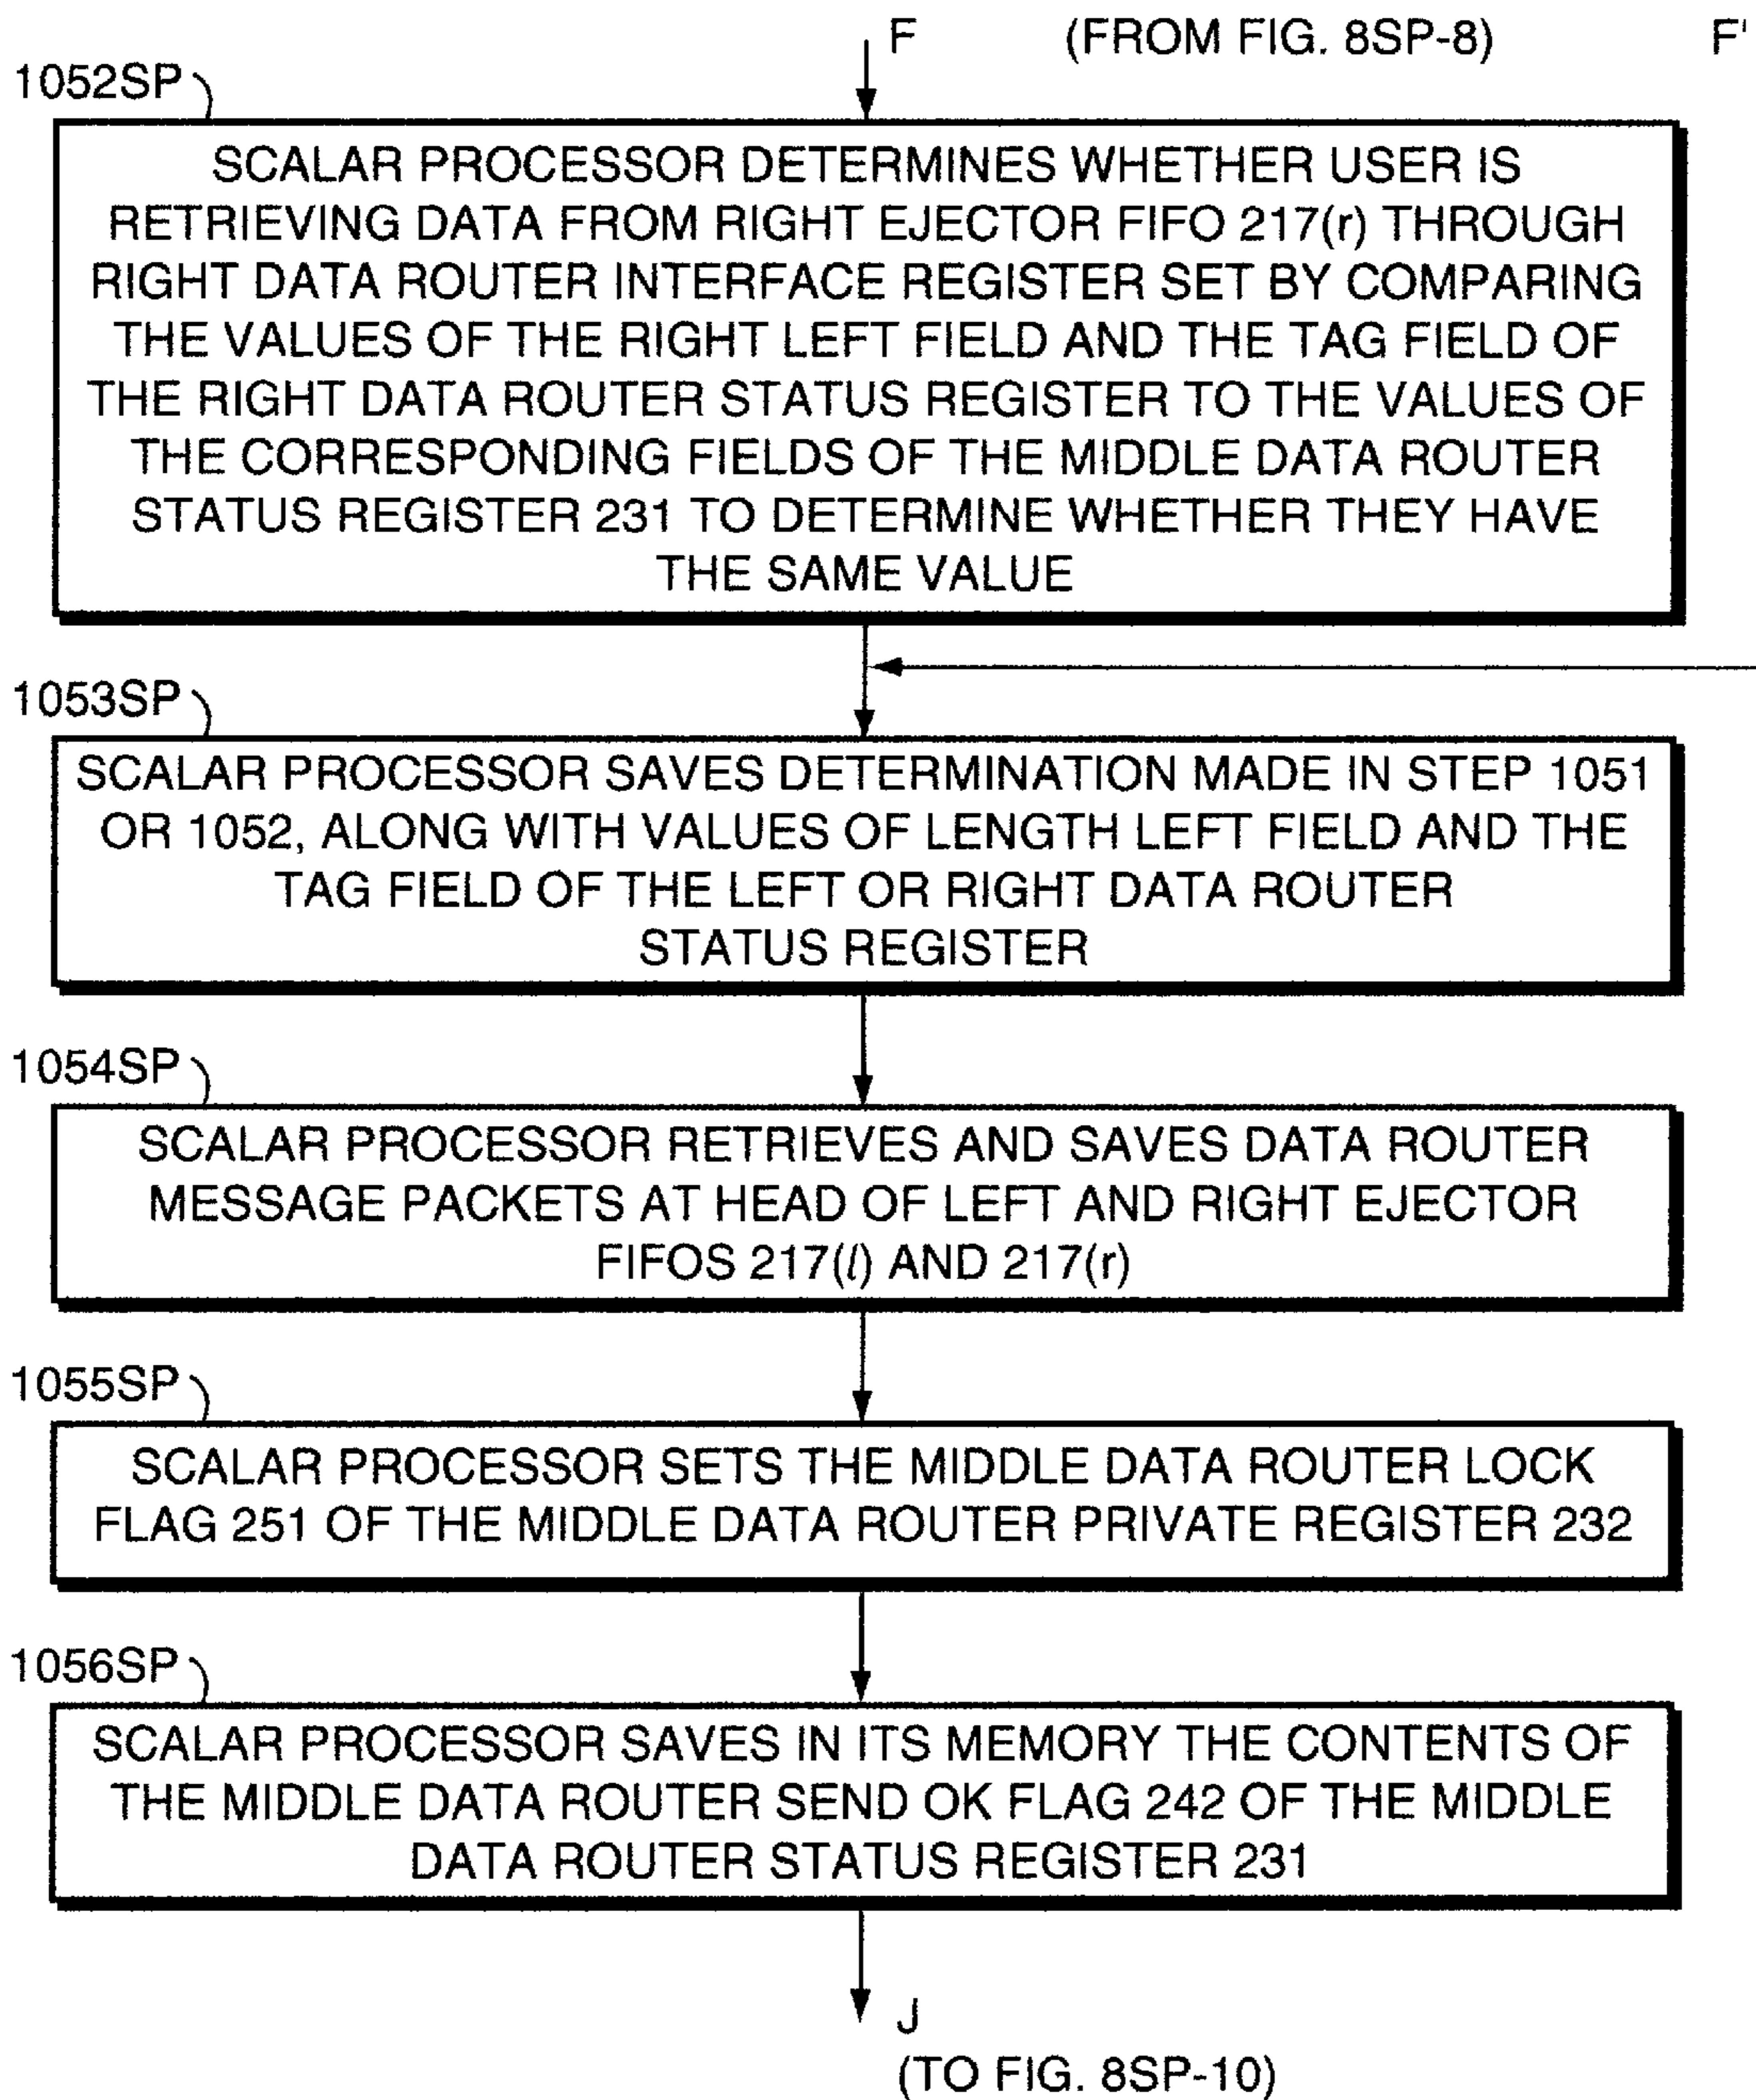 F (FROM FIG. 8SP-8) F'
1052SP
SCALAR PROCESSOR DETERMINES WHETHER USER IS
RETRIEVING DATA FROM RIGHT EJECTOR FIFO 217(r) THROUGH
RIGHT DATA ROUTER INTERFACE REGISTER SET BY COMPARING
THE VALUES OF THE RIGHT LEFT FIELD AND THE TAG FIELD OF
THE RIGHT DATA ROUTER STATUS REGISTER TO THE VALUES OF
THE CORRESPONDING FIELDS OF THE MIDDLE DATA ROUTER
STATUS REGISTER 231 TO DETERMINE WHETHER THEY HAVE
THE SAME VALUE
1053SP
SCALAR PROCESSOR SAVES DETERMINATION MADE IN STEP 1051
OR 1052, ALONG WITH VALUES OF LENGTH LEFT FIELD AND THE
TAG FIELD OF THE LEFT OR RIGHT DATA ROUTER
STATUS REGISTER
1054SP
SCALAR PROCESSOR RETRIEVES AND SAVES DATA ROUTER
MESSAGE PACKETS AT HEAD OF LEFT AND RIGHT EJECTOR
FIFOS 217(l) AND 217(r)
1055SP
SCALAR PROCESSOR SETS THE MIDDLE DATA ROUTER LOCK
FLAG 251 OF THE MIDDLE DATA ROUTER PRIVATE REGISTER 232
1056SP
SCALAR PROCESSOR SAVES IN ITS MEMORY THE CONTENTS OF
THE MIDDLE DATA ROUTER SEND OK FLAG 242 OF THE MIDDLE
DATA ROUTER STATUS REGISTER 231
J
(TO FIG. 8SP-10)